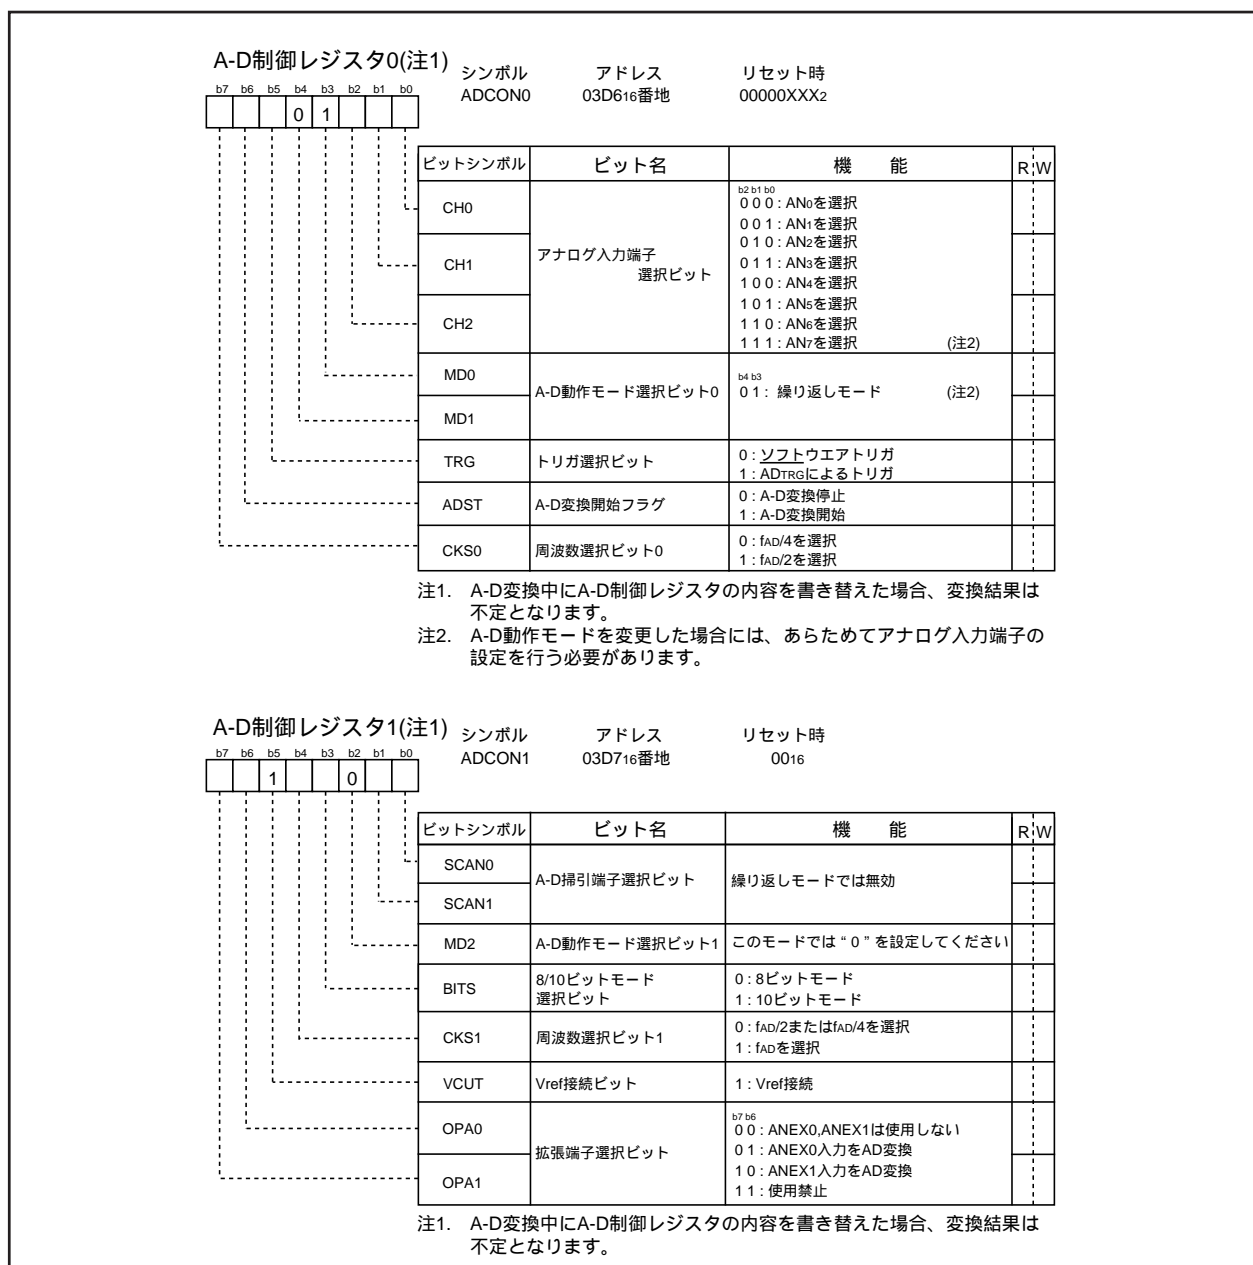 A-D制御レジスタ0(注1)
シンボル アドレス リセット時
ADCON0 03D616番地 00000XXX2
b7 b6 b5 b4 b3 b2 b1 b0
0 1
ビットシンボル ビット名 機 能 R W
CH0
CH1
CH2
アナログ入力端子
選択ビット
b2 b1 b0
0 0 0 : AN0を選択
0 0 1 : AN1を選択
0 1 0 : AN2を選択
0 1 1 : AN3を選択
1 0 0 : AN4を選択
1 0 1 : AN5を選択
1 1 0 : AN6を選択
1 1 1 : AN7を選択 (注2)
MD0
MD1
A-D動作モード選択ビット0
b4 b3
0 1 : 繰り返しモード (注2)
TRG トリガ選択ビット
0 : ソフトウエアトリガ
1 : ADTRGによるトリガ
ADST A-D変換開始フラグ
0 : A-D変換停止
1 : A-D変換開始
CKS0 周波数選択ビット0
0 : fAD/4を選択
1 : fAD/2を選択
注1. A-D変換中にA-D制御レジスタの内容を書き替えた場合、変換結果は
不定となります。
注2. A-D動作モードを変更した場合には、あらためてアナログ入力端子の
設定を行う必要があります。
A-D制御レジスタ1(注1)
シンボル アドレス リセット時
ADCON1 03D716番地 0016
b7 b6 b5 b4 b3 b2 b1 b0
1 0
ビットシンボル ビット名 機 能 R W
SCAN0
SCAN1
A-D掃引端子選択ビット 繰り返しモードでは無効
MD2 A-D動作モード選択ビット1 このモードでは“0”を設定してください
BITS
8/10ビットモード
選択ビット
0 : 8ビットモード
1 : 10ビットモード
CKS1 周波数選択ビット1
0 : fAD/2またはfAD/4を選択
1 : fADを選択
VCUT Vref接続ビット 1 : Vref接続
OPA0
OPA1
拡張端子選択ビット
b7 b6
0 0 : ANEX0,ANEX1は使用しない
0 1 : ANEX0入力をAD変換
1 0 : ANEX1入力をAD変換
1 1 : 使用禁止
注1. A-D変換中にA-D制御レジスタの内容を書き替えた場合、変換結果は
不定となります。